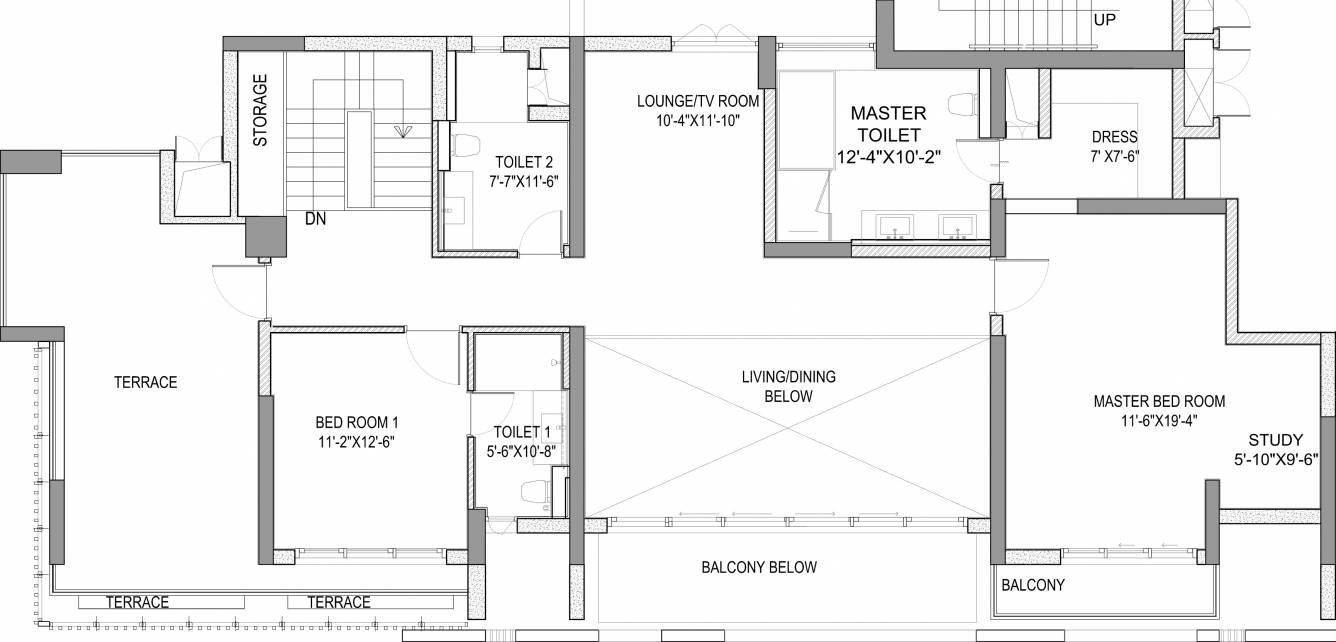 UP
STORAGE
DN
LOUNGE/TV ROOM
10'-4"X11'-10"
MASTER
TOILET
12'-4"X10'-2"
DRESS
7' X7'-6"
TOILET 2
7'-7"X11'-6"
TERRACE
BED ROOM 1
11'-2"X12'-6"
TOILET 1
5'-6"X10'-8"
LIVING/DINING
BELOW
MASTER BED ROOM
11'-6"X19'-4"
STUDY
5'-10"X9'-6"
BALCONY BELOW
BALCONY
TERRACE
TERRACE